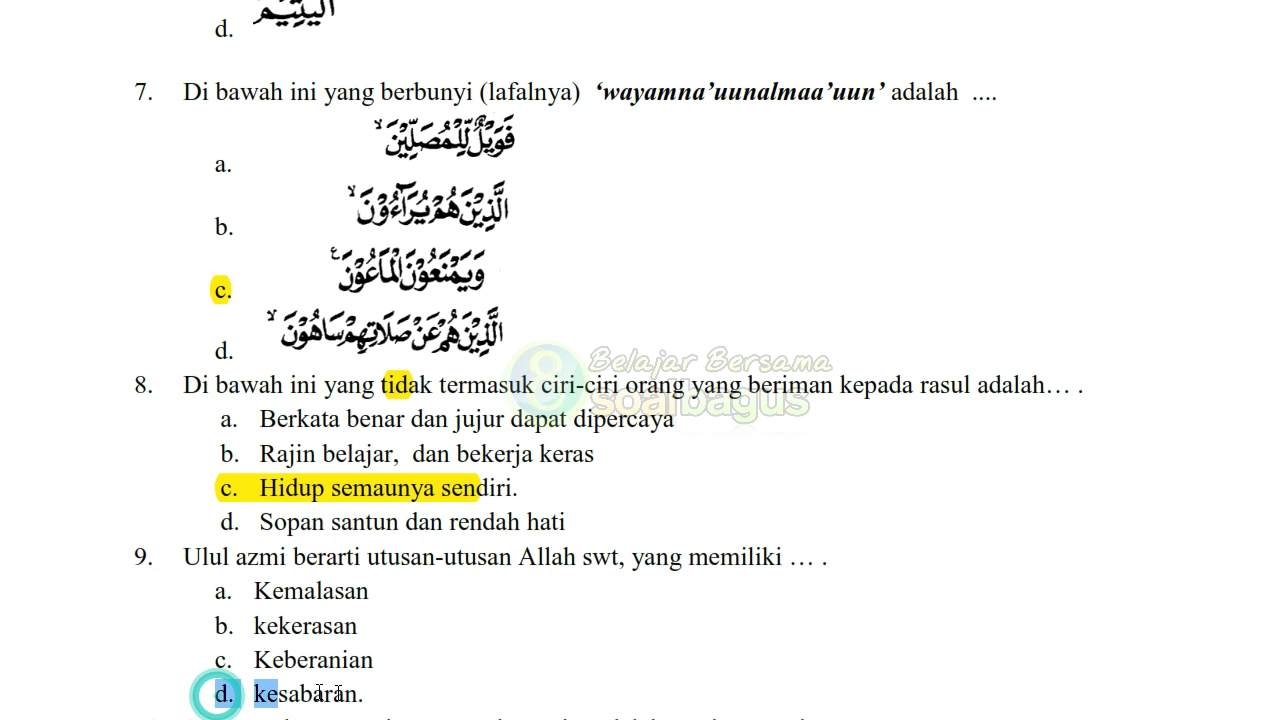 d. الْيَتِيْمَ
7. Di bawah ini yang berbunyi (lafalnya) ‘wayamna’uunalmaa’uun’ adalah ....
فَوَيْلٌ لِّلْمُصَلِّيْنَۙ
a.
الَّذِيْنَ هُمْ يُرَاۤءُوْنَۙ
b.
وَيَمْنَعُوْنَ الْمَاعُوْنَ ࣖ
c.
الَّذِيْنَ هُمْ عَنْ صَلَاتِهِمْ سَاهُوْنَۙ
d.
8. Di bawah ini yang tidak termasuk ciri-ciri orang yang beriman kepada rasul adalah… .
a. Berkata benar dan jujur dapat dipercaya
b. Rajin belajar, dan bekerja keras
c. Hidup semaunya sendiri.
d. Sopan santun dan rendah hati
Belajar Bersama
soalbagus
9. Ulul azmi berarti utusan-utusan Allah swt, yang memiliki … .
a. Kemalasan
b. kekerasan
c. Keberanian
d. kesabaran.